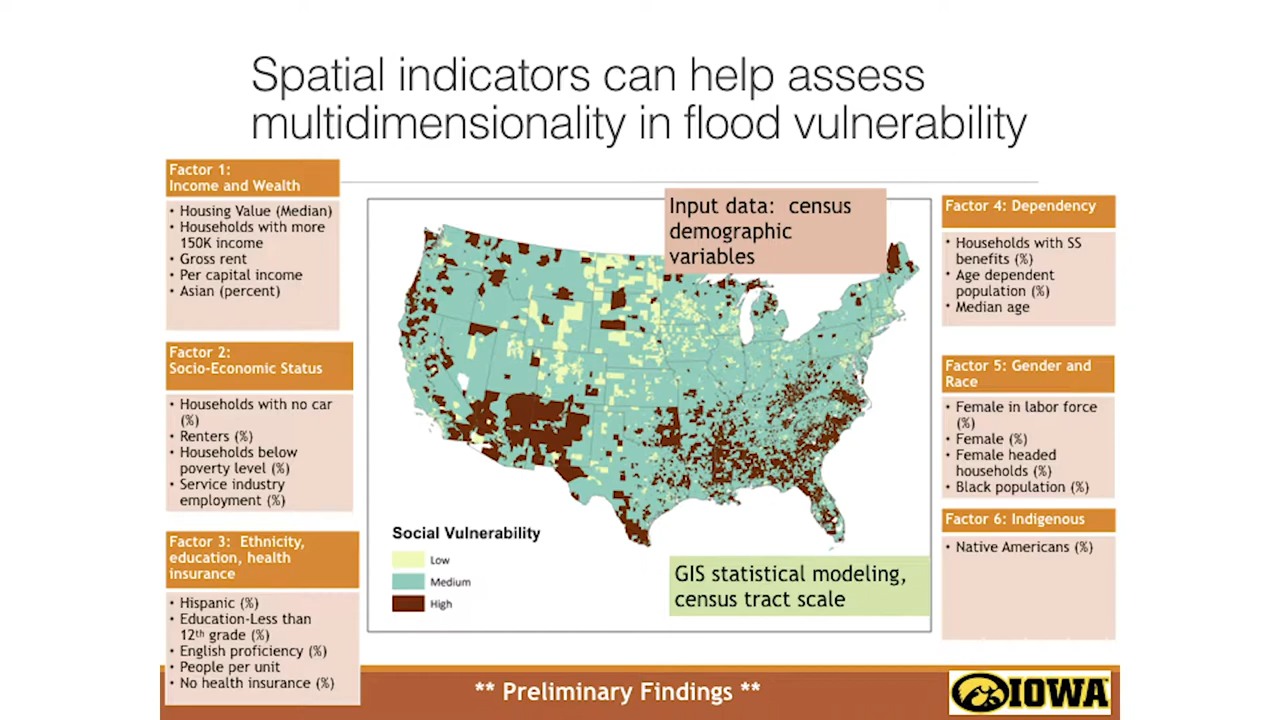 Spatial indicators can help assess
multidimensionality in flood vulnerability
Factor 1:
Income and Wealth
• Housing Value (Median)
• Households with more
150K income
• Gross rent
• Per capital income
• Asian (percent)
Factor 2:
Socio-Economic Status
• Households with no car
(%)
• Renters (%)
• Households below
poverty level (%)
• Service industry
employment (%)
Factor 3: Ethnicity,
education, health
insurance
• Hispanic (%)
• Education-Less than
12th grade (%)
• English proficiency (%)
• People per unit
• No health insurance (%)
Input data: census
demographic
variables
Social Vulnerability
Low
Medium
High
GIS statistical modeling,
census tract scale
Factor 4: Dependency
• Households with SS
benefits (%)
• Age dependent
population (%)
• Median age
Factor 5: Gender and
Race
• Female in labor force
(%)
• Female (%)
• Female headed
households (%)
• Black population (%)
Factor 6: Indigenous
• Native Americans (%)
** Preliminary Findings **
IOWA